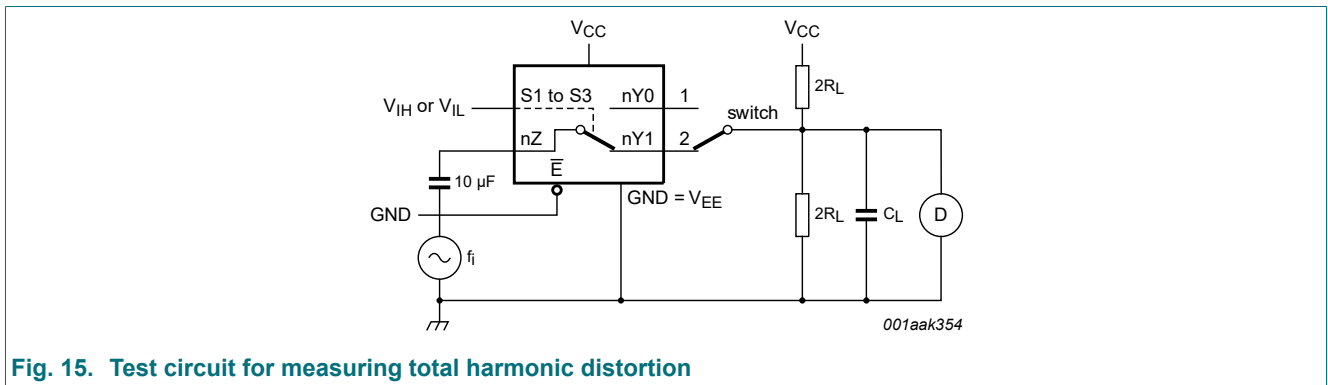 VCC VCC
S1 to S3 nY0 1 2RL
VIH or VIL switch
nZ nY1 2
E̅
10 µF
GND = VEE 2RL CL D
GND
fi
001aak354
Fig. 15. Test circuit for measuring total harmonic distortion